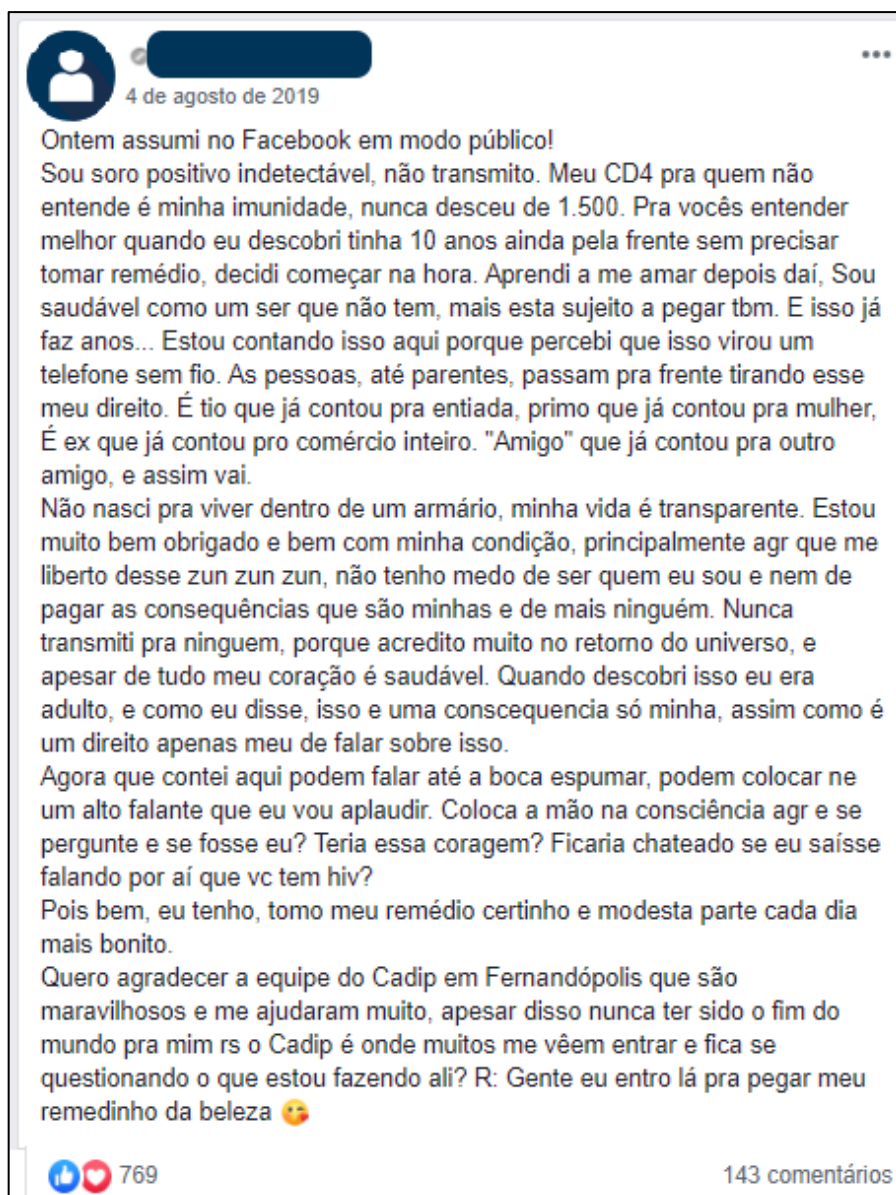 4 de agosto de 2019
Ontem assumi no Facebook em modo público!
Sou soro positivo indetectável, não transmito. Meu CD4 pra quem não
entende é minha imunidade, nunca desceu de 1.500. Pra vocês entender
melhor quando eu descobri tinha 10 anos ainda pela frente sem precisar
tomar remédio, decidi começar na hora. Aprendi a me amar depois daí, Sou
saudável como um ser que não tem, mais esta sujeito a pegar tbm. E isso já
faz anos... Estou contando isso aqui porque percebi que isso virou um
telefone sem fio. As pessoas, até parentes, passam pra frente tirando esse
meu direito. É tio que já contou pra entiada, primo que já contou pra mulher,
É ex que já contou pro comércio inteiro. "Amigo" que já contou pra outro
amigo, e assim vai.
Não nasci pra viver dentro de um armário, minha vida é transparente. Estou
muito bem obrigado e bem com minha condição, principalmente agr que me
liberto desse zun zun zun, não tenho medo de ser quem eu sou e nem de
pagar as consequências que são minhas e de mais ninguém. Nunca
transmiti pra ninguem, porque acredito muito no retorno do universo, e
apesar de tudo meu coração é saudável. Quando descobri isso eu era
adulto, e como eu disse, isso e uma conscequencia só minha, assim como é
um direito apenas meu de falar sobre isso.
Agora que contei aqui podem falar até a boca espumar, podem colocar ne
um alto falante que eu vou aplaudir. Coloca a mão na consciência agr e se
pergunte e se fosse eu? Teria essa coragem? Ficaria chateado se eu saísse
falando por aí que vc tem hiv?
Pois bem, eu tenho, tomo meu remédio certinho e modesta parte cada dia
mais bonito.
Quero agradecer a equipe do Cadip em Fernandópolis que são
maravilhosos e me ajudaram muito, apesar disso nunca ter sido o fim do
mundo pra mim rs o Cadip é onde muitos me vêem entrar e fica se
questionando o que estou fazendo ali? R: Gente eu entro lá pra pegar meu
remedinho da beleza 😋
769 143 comentários